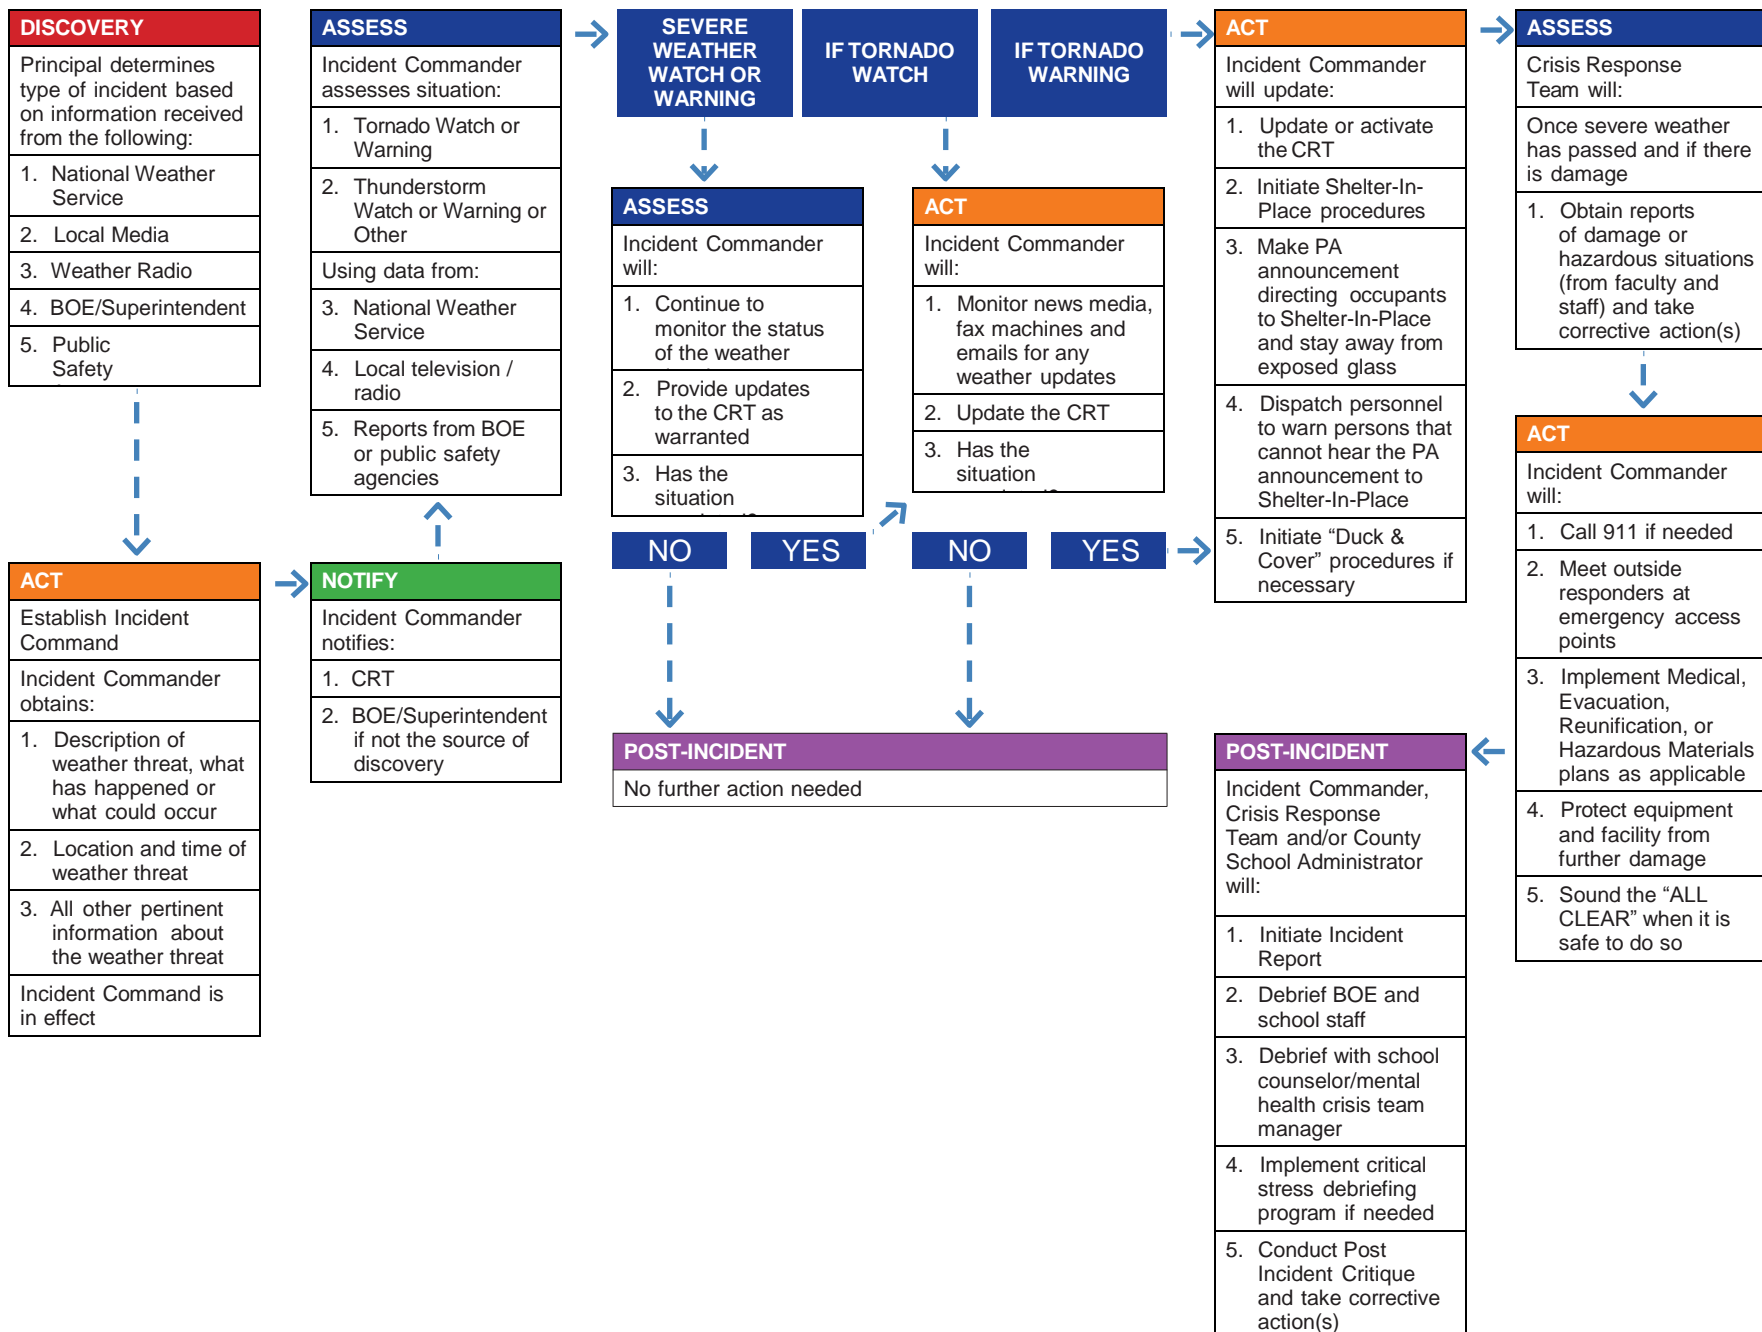 DISCOVERY
Principal determines
type of incident based
on information received
from the following:
1. National Weather
Service
2. Local Media
3. Weather Radio
4. BOE/Superintendent
5. Public
Safety
ACT
Establish Incident
Command
Incident Commander
obtains:
1. Description of
weather threat, what
has happened or
what could occur
2. Location and time of
weather threat
3. All other pertinent
information about
the weather threat
Incident Command is
in effect
NOTIFY
Incident Commander
notifies:
1. CRT
2. BOE/Superintendent
if not the source of
discovery
ASSESS
Incident Commander
assesses situation:
1. Tornado Watch or
Warning
2. Thunderstorm
Watch or Warning or
Other
Using data from:
3. National Weather
Service
4. Local television /
radio
5. Reports from BOE
or public safety
agencies
SEVERE
WEATHER
WATCH OR
WARNING
IF TORNADO
WATCH
IF TORNADO
WARNING
ASSESS
Incident Commander
will:
1. Continue to
monitor the status
of the weather
2. Provide updates
to the CRT as
warranted
3. Has the
situation
NO
YES
ACT
Incident Commander
will:
1. Monitor news media,
fax machines and
emails for any
weather updates
2. Update the CRT
3. Has the
situation
NO
YES
POST-INCIDENT
No further action needed
ACT
Incident Commander
will update:
1. Update or activate
the CRT
2. Initiate Shelter-In-
Place procedures
3. Make PA
announcement
directing occupants
to Shelter-In-Place
and stay away from
exposed glass
4. Dispatch personnel
to warn persons that
cannot hear the PA
announcement to
Shelter-In-Place
5. Initiate “Duck &
Cover” procedures if
necessary
ASSESS
Crisis Response
Team will:
Once severe weather
has passed and if there
is damage
1. Obtain reports
of damage or
hazardous situations
(from faculty and
staff) and take
corrective action(s)
ACT
Incident Commander
will:
1. Call 911 if needed
2. Meet outside
responders at
emergency access
points
3. Implement Medical,
Evacuation,
Reunification, or
Hazardous Materials
plans as applicable
4. Protect equipment
and facility from
further damage
5. Sound the “ALL
CLEAR” when it is
safe to do so
POST-INCIDENT
Incident Commander,
Crisis Response
Team and/or County
School Administrator
will:
1. Initiate Incident
Report
2. Debrief BOE and
school staff
3. Debrief with school
counselor/mental
health crisis team
manager
4. Implement critical
stress debriefing
program if needed
5. Conduct Post
Incident Critique
and take corrective
action(s)